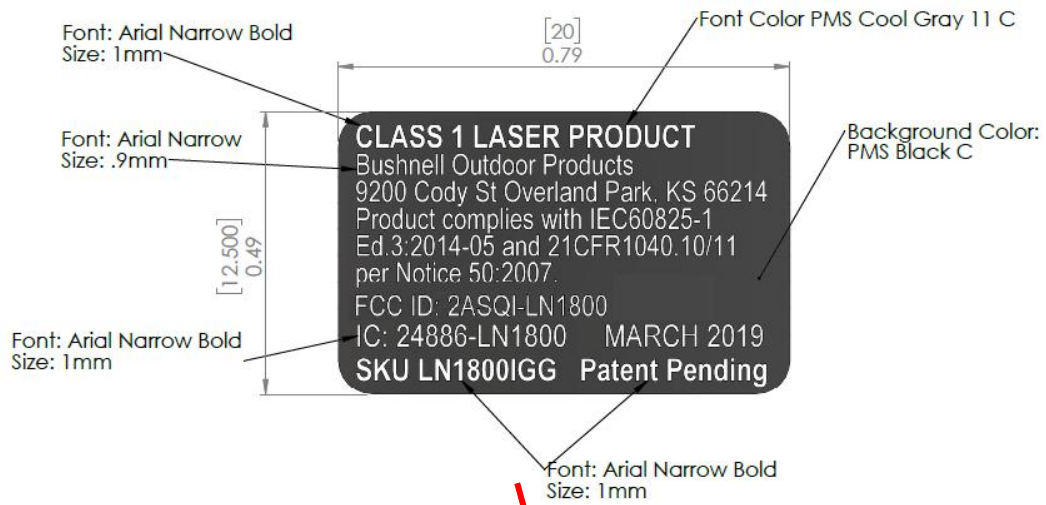 Font: Arial Narrow Bold
Size: 1mm
[20]
0.79
Font Color PMS Cool Gray 11 C
Font: Arial Narrow
Size: .9mm
Background Color:
PMS Black C
[12.500]
0.49
CLASS 1 LASER PRODUCT
Bushnell Outdoor Products
9200 Cody St Overland Park, KS 66214
Product complies with IEC60825-1
Ed.3:2014-05 and 21CFR1040.10/11
per Notice 50:2007.
FCC ID: 2ASQI-LN1800
IC: 24886-LN1800 MARCH 2019
SKU LN1800IGG Patent Pending
Font: Arial Narrow Bold
Size: 1mm
Font: Arial Narrow Bold
Size: 1mm